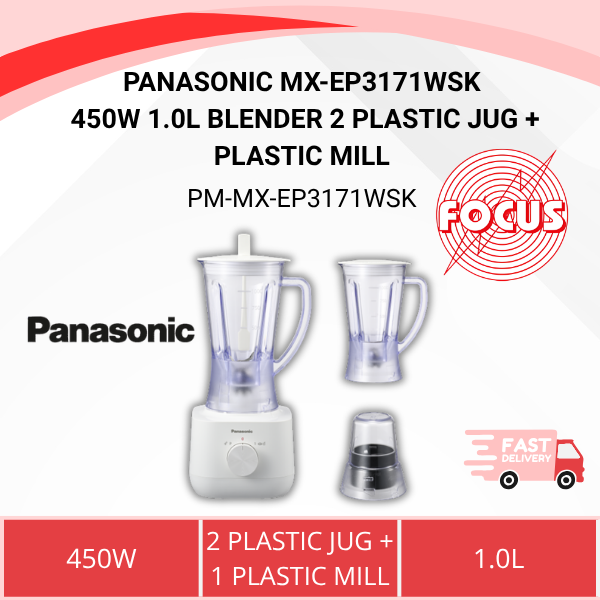 PANASONIC MX-EP3171WSK
450W 1.0L BLENDER 2 PLASTIC JUG +
PLASTIC MILL
PM-MX-EP3171WSK
FOCUS
Panasonic
Panasonic
FAST
DELIVERY
450W
2 PLASTIC JUG +
1 PLASTIC MILL
1.0L